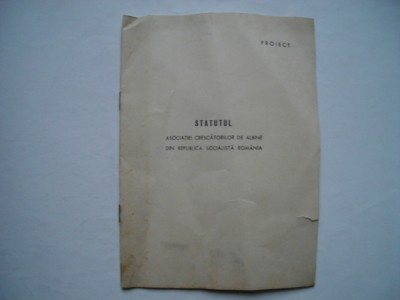 PROIECT
STATUTUL
ASOCIAȚIEI CRESCĂTORILOR DE ALBINE
DIN REPUBLICA SOCIALISTĂ ROMÂNIA